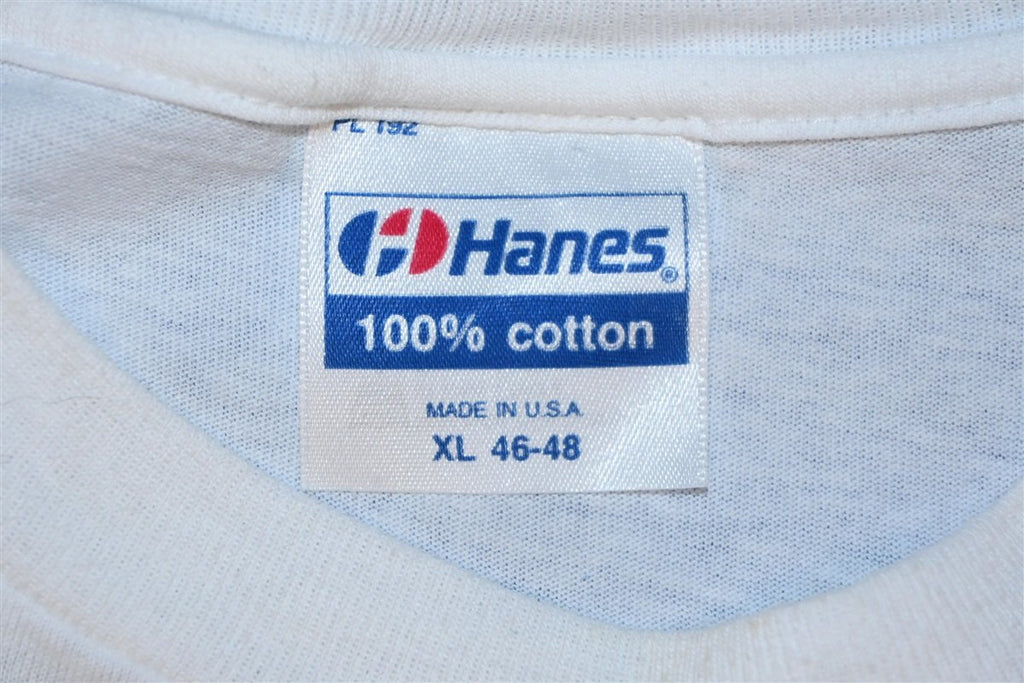 PL 192
Hanes®
100% cotton
MADE IN U.S.A.
XL 46-48